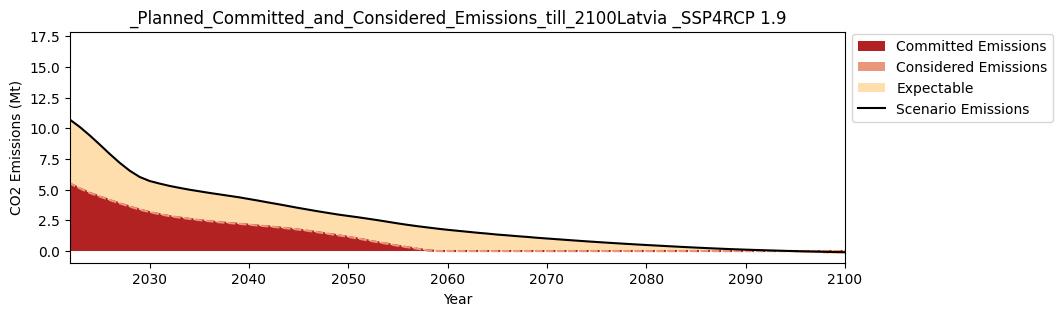 _Planned_Committed_and_Considered_Emissions_till_2100Latvia _SSP4RCP 1.9
17.5
15.0
12.5
10.0
7.5
5.0
2.5
0.0
CO2 Emissions (Mt)
2030
2040
2050
2060
2070
2080
2090
2100
Year
Committed Emissions
Considered Emissions
Expectable
Scenario Emissions